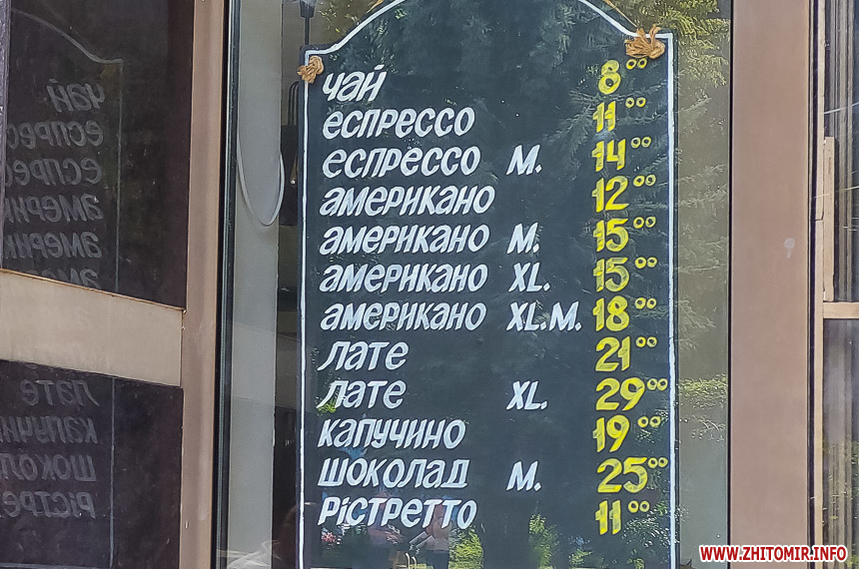 чай 8⁰⁰
еспрессо 11⁰⁰
еспрессо м. 14⁰⁰
американо 12⁰⁰
американо м. 15⁰⁰
американо XL. 15⁰⁰
американо XL.м. 18⁰⁰
лате 21⁰⁰
лате XL. 29⁰⁰
капучино 19⁰⁰
шоколад м. 25⁰⁰
рістретто 11⁰⁰
WWW.ZHITOMIR.INFO